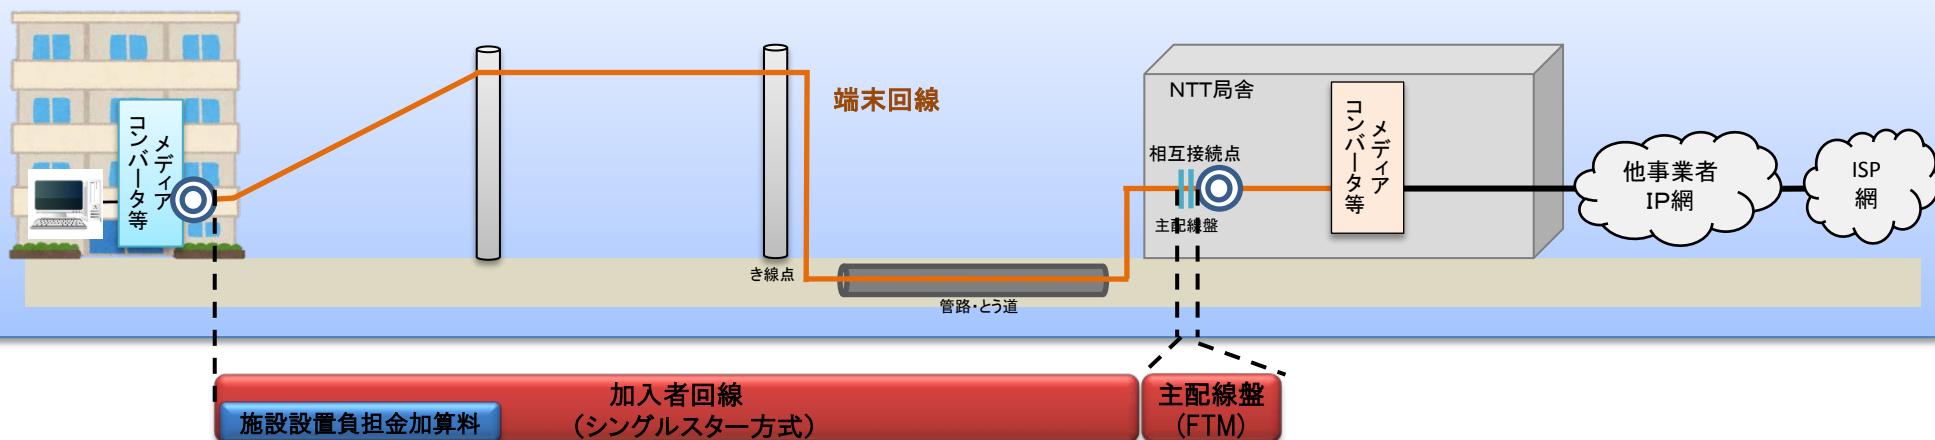 メディア
コンバータ等
端末回線
き線点
管路・とう道
NTT局舎
相互接続点
主配線盤
メディア
コンバータ等
他事業者
IP網
ISP
網
加入者回線
（シングルスター方式）
施設設置負担金加算料
主配線盤
(FTM)